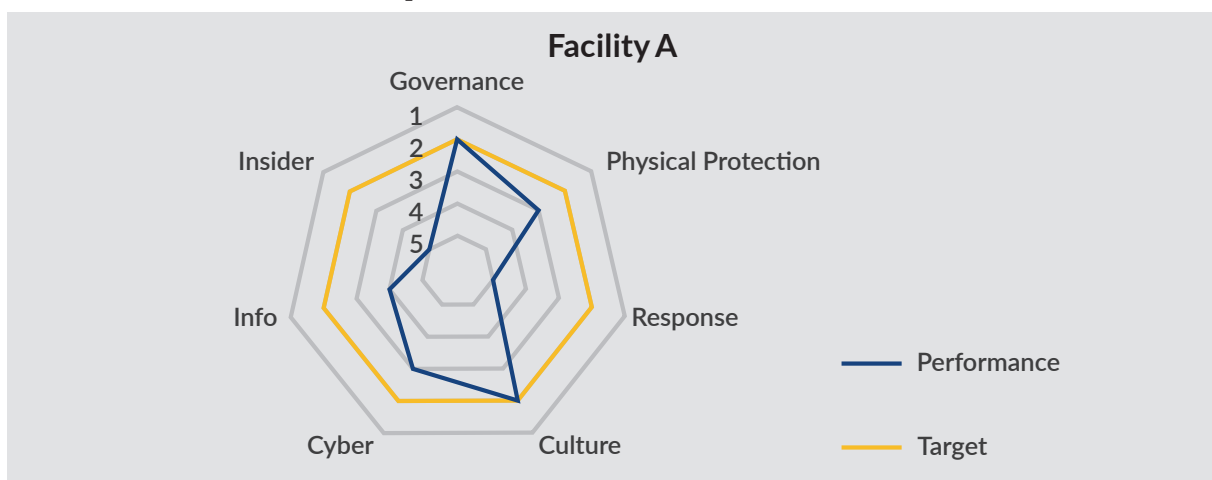 Facility A
Governance
1
2
3
4
5
Insider
Physical Protection
Info
Response
Cyber
Culture
Performance
Target